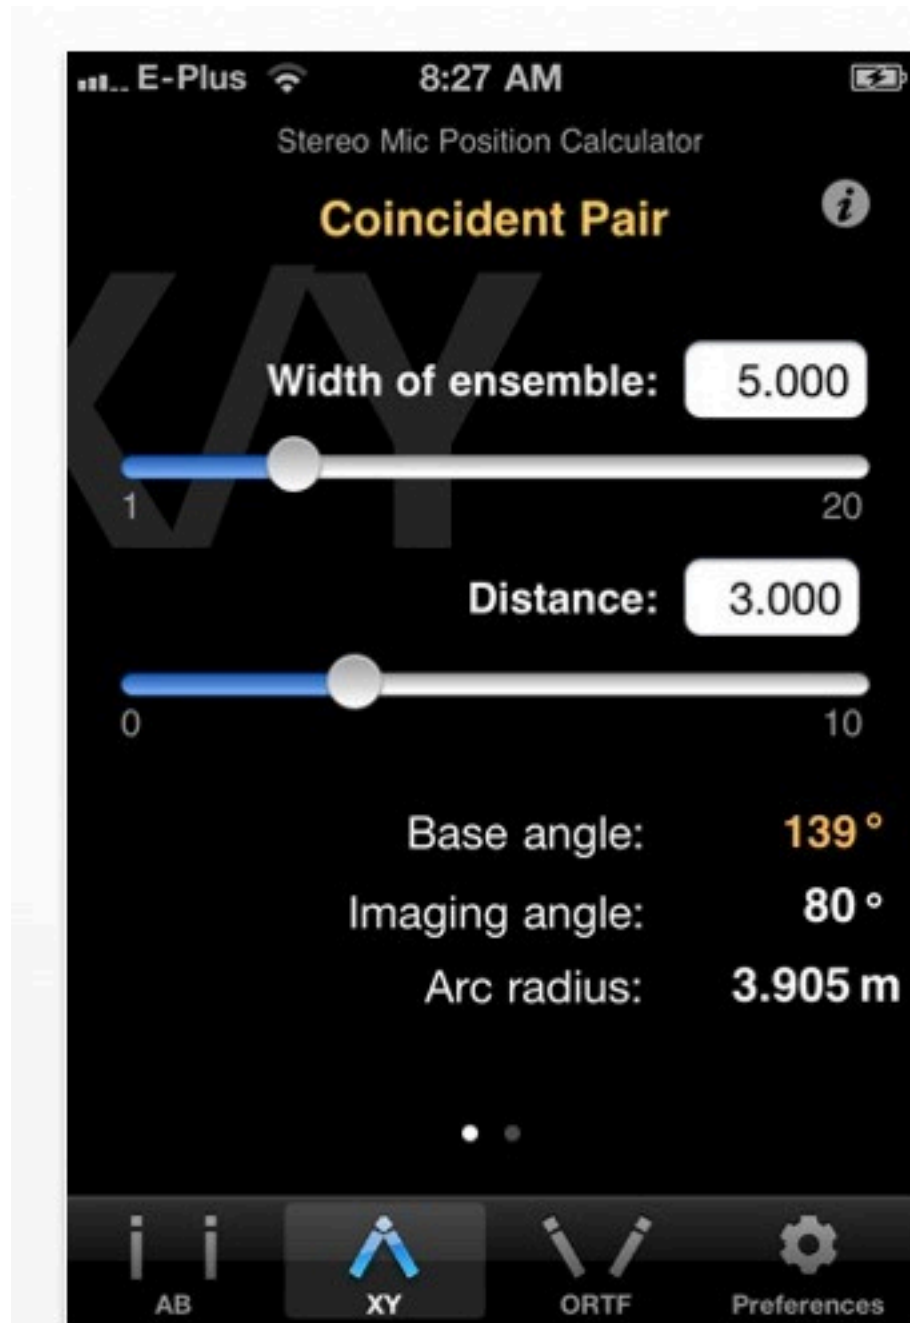 E-Plus 8:27 AM
Stereo Mic Position Calculator
Coincident Pair
i
X/Y
Width of ensemble: 5.000
1 20
Distance: 3.000
0 10
Base angle: 139°
Imaging angle: 80°
Arc radius: 3.905 m
AB XY ORTF Preferences